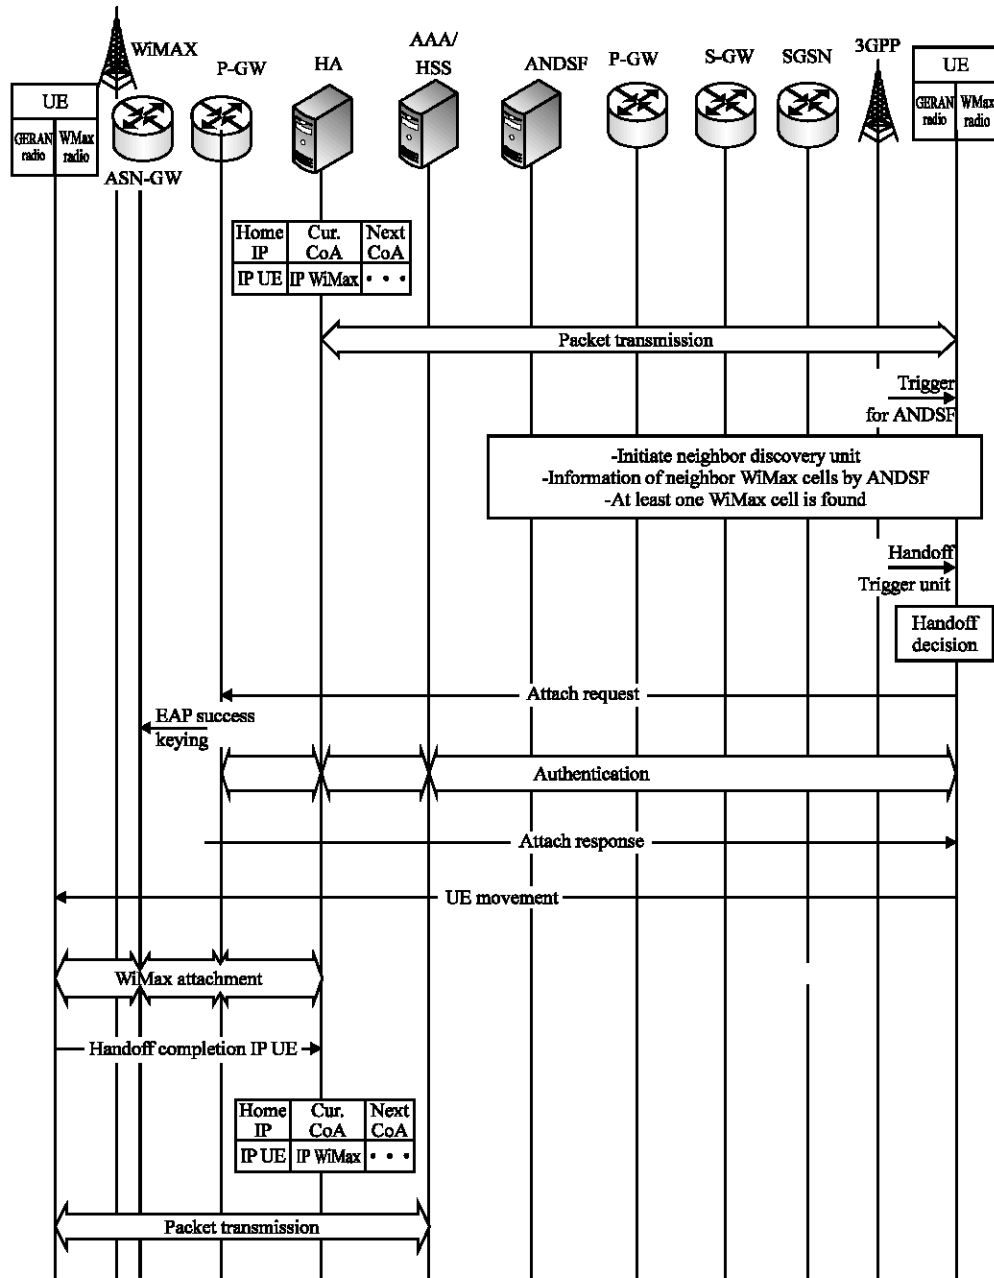 WiMAX
P-GW
HA
AAA/
HSS
ANDSF
P-GW
S-GW
SGSN
3GPP
UE
GERAN radio
WMax radio
UE
GERAN radio
WMax radio
ASN-GW
Home IP
Cur. CoA
Next CoA
IP UE
IP WiMax
• • •
Packet transmission
Trigger
for ANDSF
-Initiate neighbor discovery unit
-Information of neighbor WiMax cells by ANDSF
-At least one WiMax cell is found
Handoff
Trigger unit
Handoff
decision
Attach request
EAP success
keying
Authentication
Attach response
UE movement
WiMax attachment
Handoff completion IP UE
Home IP
Cur. CoA
Next CoA
IP UE
IP WiMax
• • •
Packet transmission